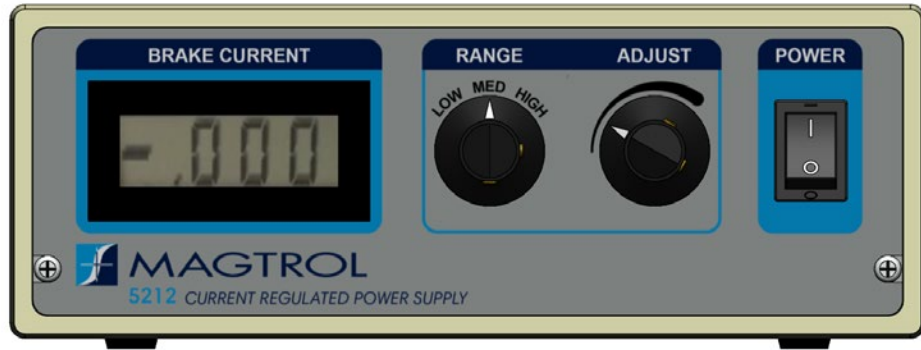 BRAKE CURRENT
RANGE
ADJUST
POWER
LOW MED HIGH
-.000
I
O
MAGTROL
5212 CURRENT REGULATED POWER SUPPLY